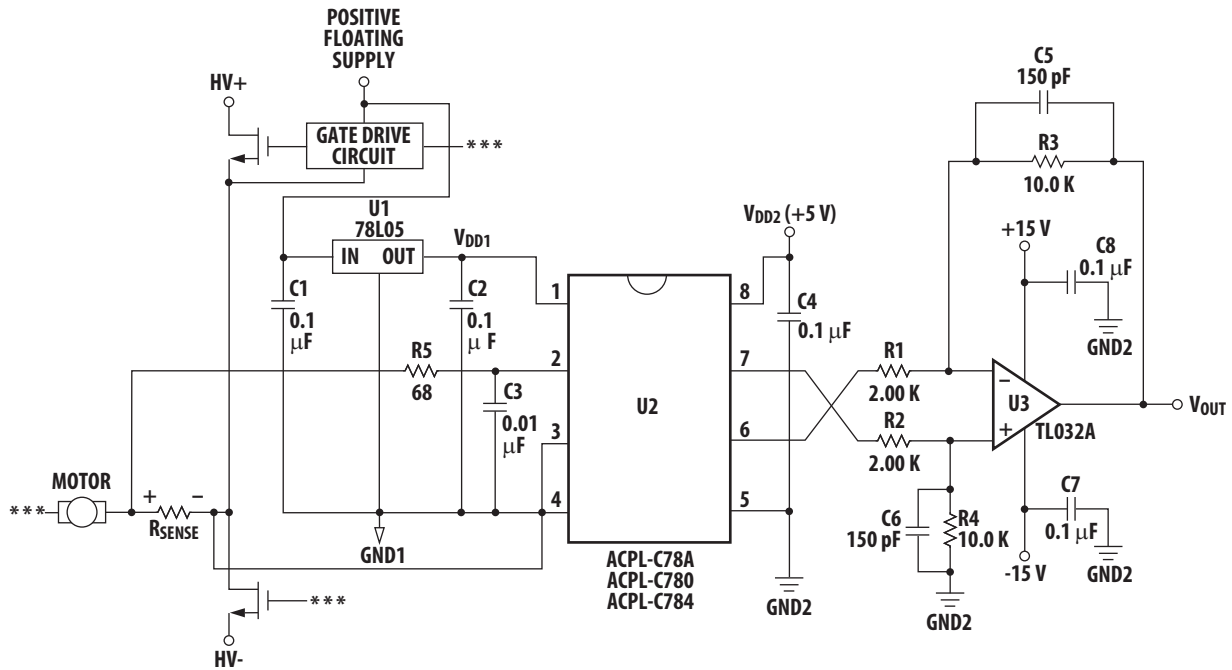 POSITIVE
FLOATING
SUPPLY
HV+
GATE DRIVE
CIRCUIT
***
U1
78L05
IN OUT
VDD1
C1
0.1
μF
C2
0.1
μF
R5
68
C3
0.01
μF
MOTOR
***
+
−
RSENSE
GND1
***
HV-
1
2
3
4
8
7
6
5
U2
ACPL-C78A
ACPL-C780
ACPL-C784
VDD2 (+5 V)
C4
0.1 μF
GND2
R1
2.00 K
R2
2.00 K
C5
150 pF
R3
10.0 K
+15 V
C8
0.1 μF
GND2
−
+
U3
TL032A
VOUT
C6
150 pF
R4
10.0 K
GND2
C7
0.1 μF
GND2
-15 V